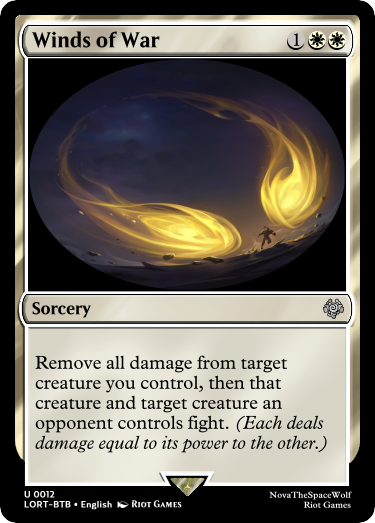 Winds of War 1
Sorcery
Remove all damage from target
creature you control, then that
creature and target creature an
opponent controls fight. (Each deals
damage equal to its power to the other.)
U 0012
LORT-BTB • English RIOT GAMES
NovaTheSpaceWolf
Riot Games